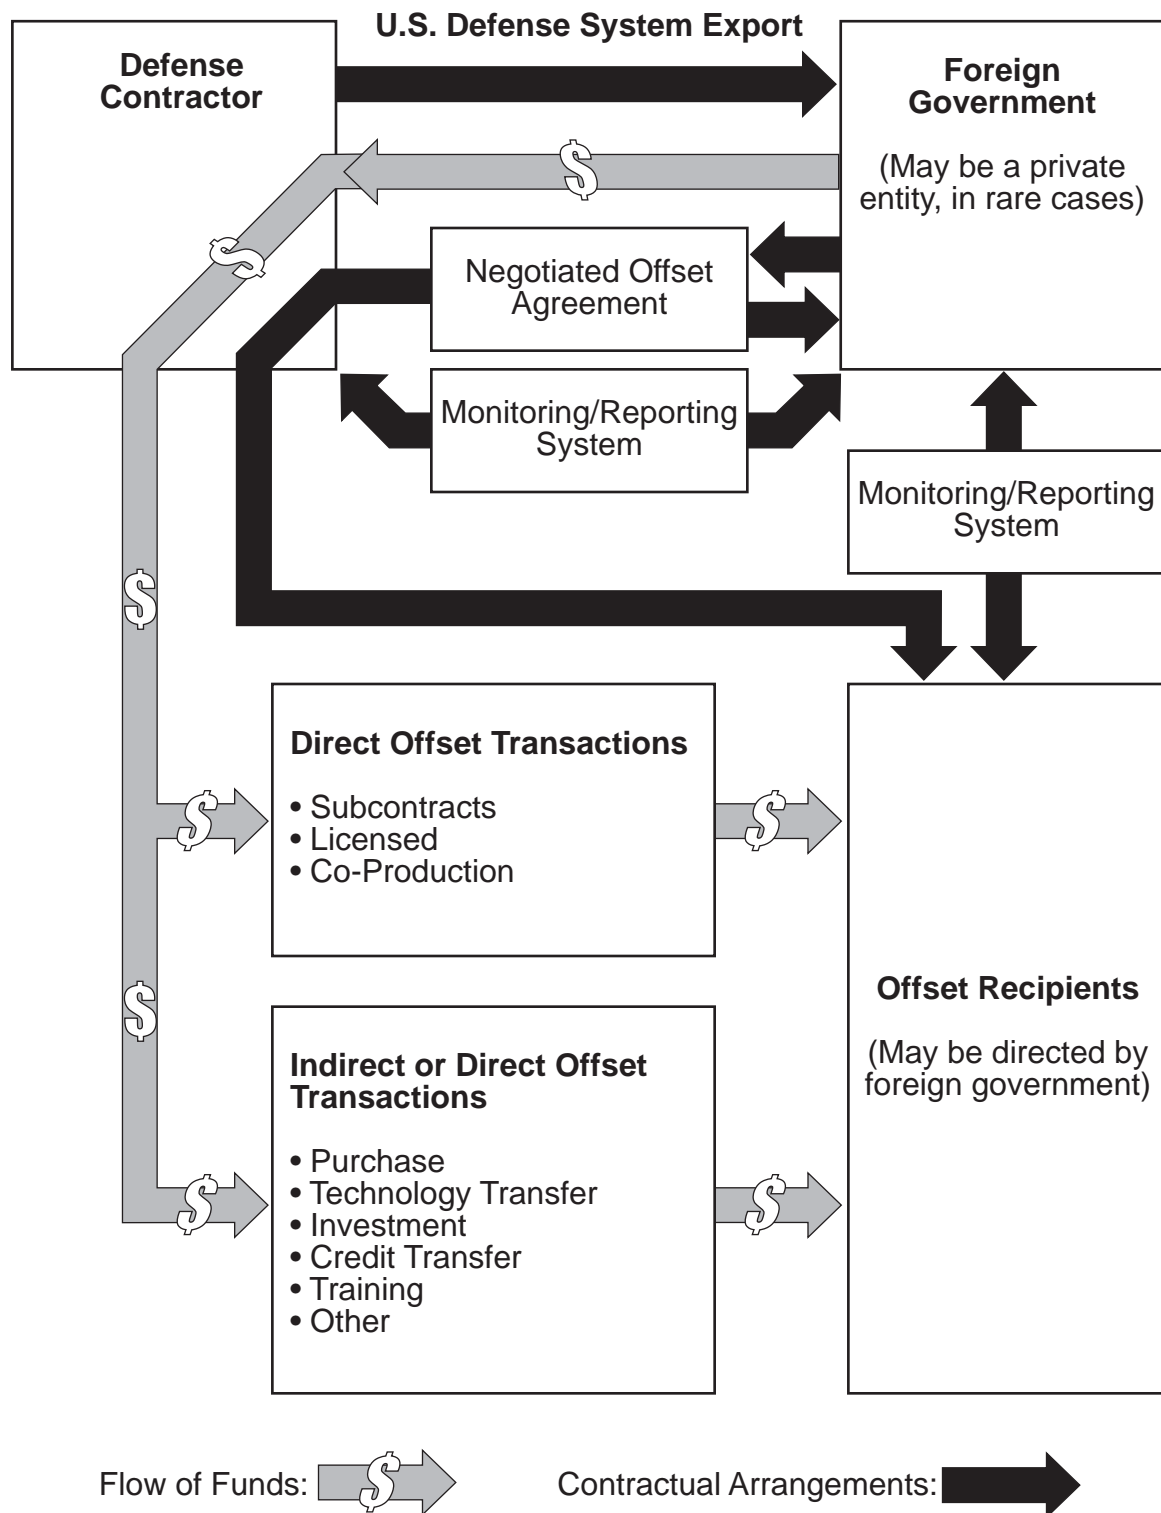 U.S. Defense System Export
Defense
Contractor
Foreign
Government
(May be a private
entity, in rare cases)
$
$
Negotiated Offset
Agreement
Monitoring/Reporting
System
Monitoring/Reporting
System
$
Direct Offset Transactions
• Subcontracts
• Licensed
• Co-Production
$
$
$
Indirect or Direct Offset
Transactions
• Purchase
• Technology Transfer
• Investment
• Credit Transfer
• Training
• Other
$
$
Offset Recipients
(May be directed by
foreign government)
Flow of Funds: $
Contractual Arrangements: